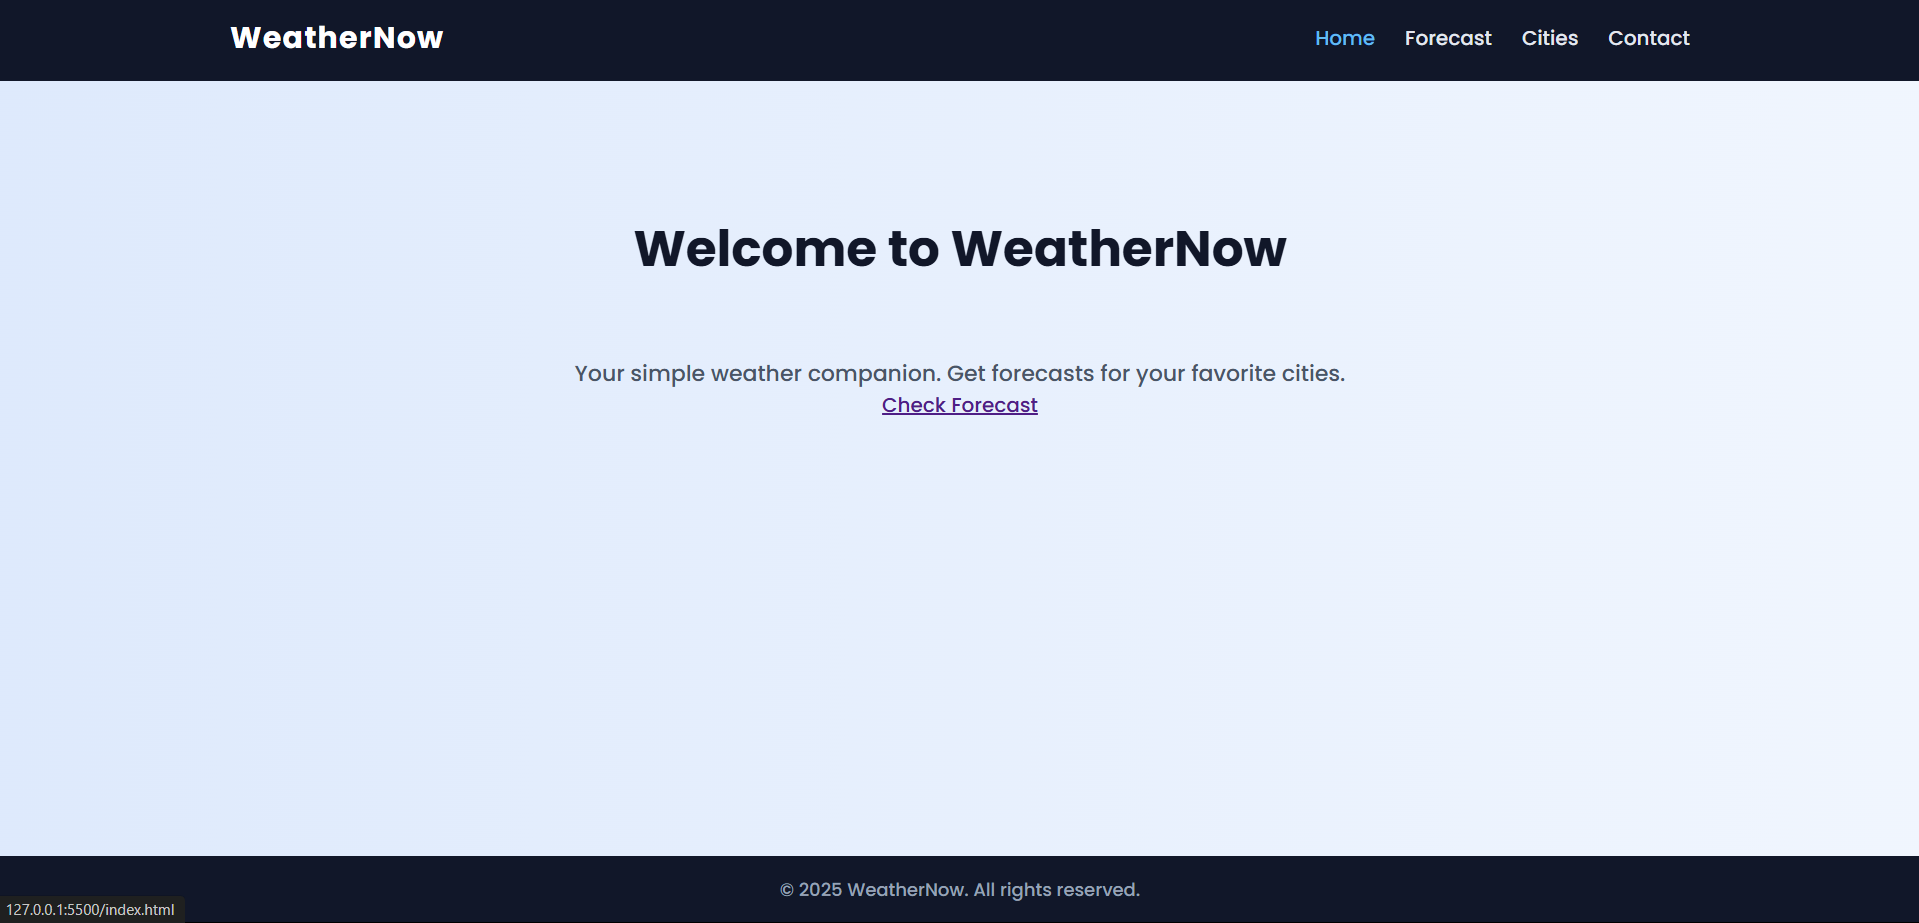 WeatherNow
Home Forecast Cities Contact
Welcome to WeatherNow
Your simple weather companion. Get forecasts for your favorite cities.
Check Forecast
© 2025 WeatherNow. All rights reserved.
127.0.0.1:5500/index.html